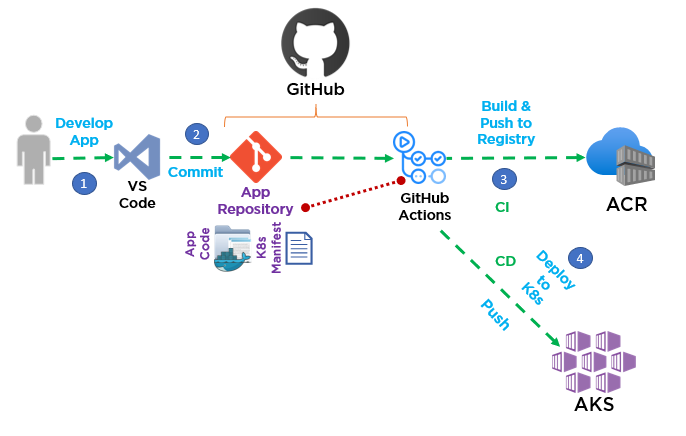 GitHub
Develop
App
1
VS
Code
2
Commit
App
Repository
App
Code
K8s
Manifest
GitHub
Actions
Build &
Push to
Registry
3
CI
ACR
CD
4
Deploy
to
K8s
Push
AKS